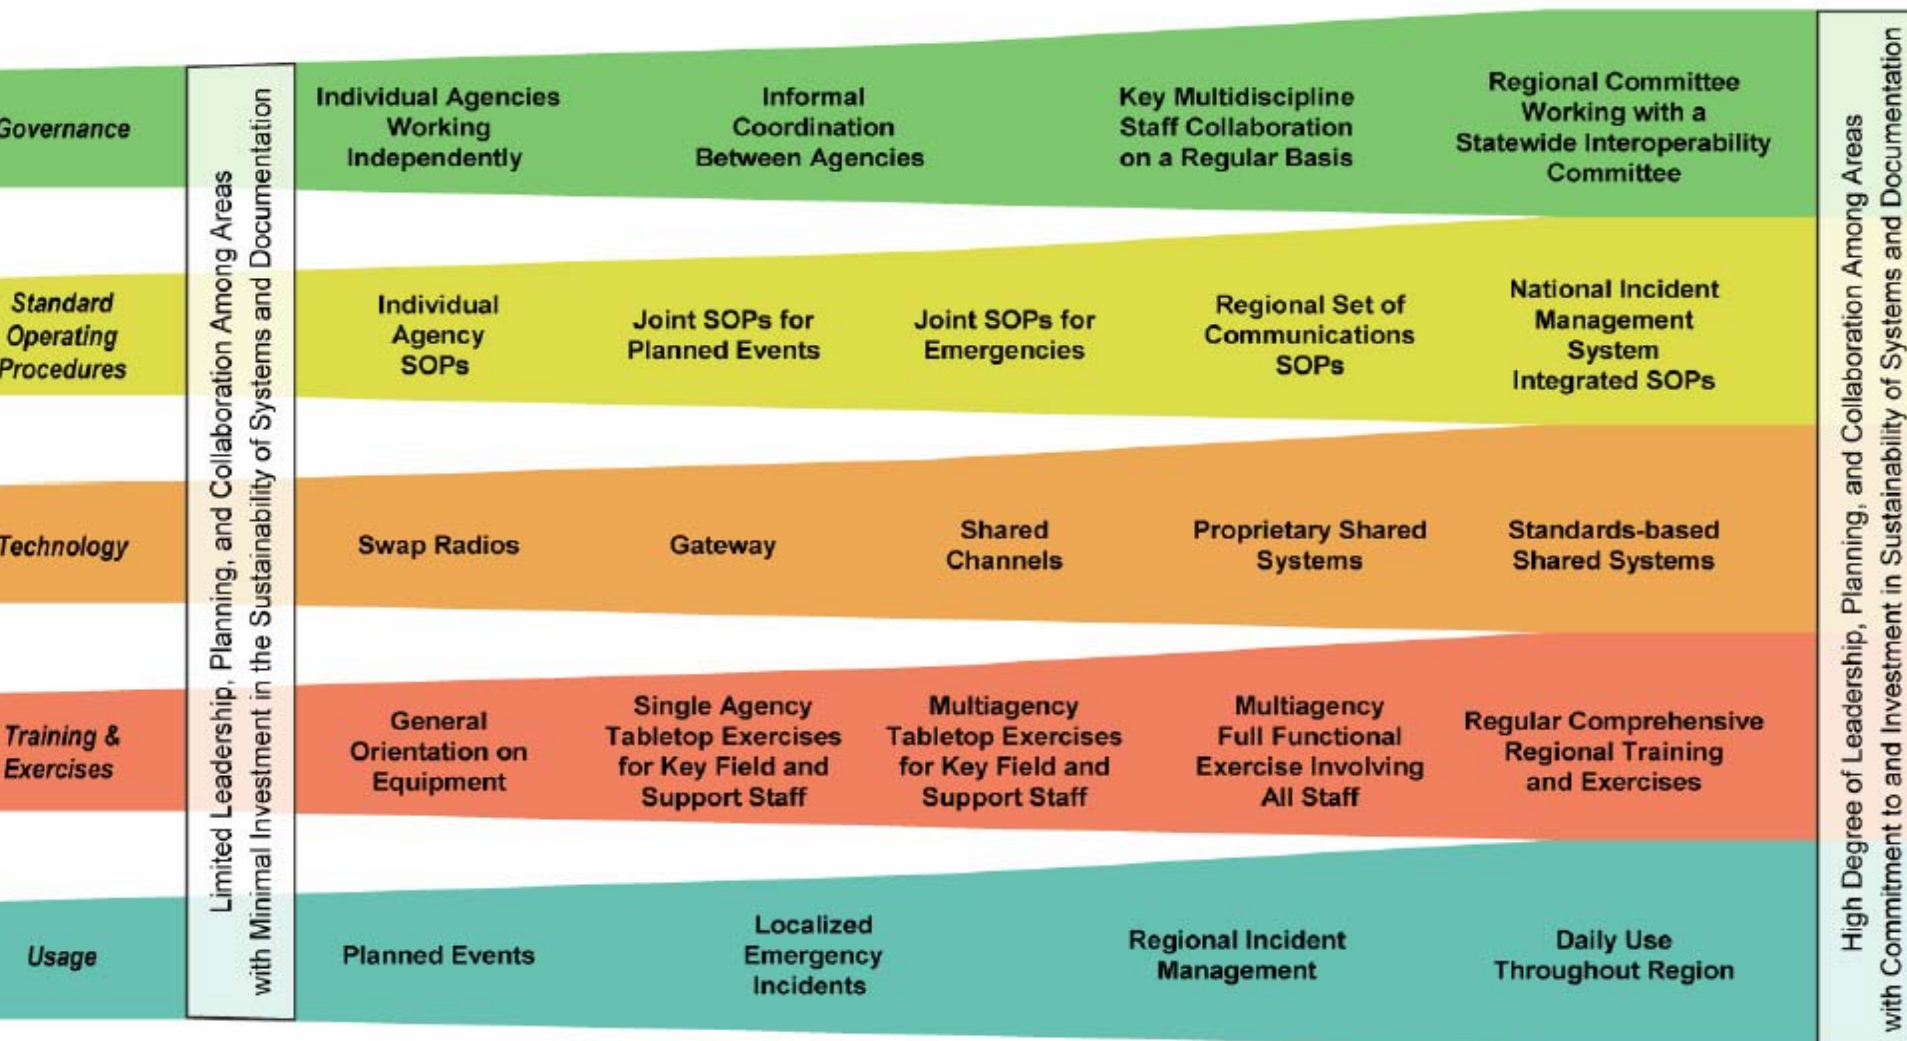 Governance
Limited Leadership, Planning, and Collaboration Among Areas
with Minimal Investment in the Sustainability of Systems and Documentation
Individual Agencies
Working
Independently
Informal
Coordination
Between Agencies
Key Multidiscipline
Staff Collaboration
on a Regular Basis
Regional Committee
Working with a
Statewide Interoperability
Committee
High Degree of Leadership, Planning, and Collaboration Among Areas
with Commitment to and Investment in Sustainability of Systems and Documentation
Standard
Operating
Procedures
Individual
Agency
SOPs
Joint SOPs for
Planned Events
Joint SOPs for
Emergencies
Regional Set of
Communications
SOPs
National Incident
Management
System
Integrated SOPs
Technology
Swap Radios
Gateway
Shared
Channels
Proprietary Shared
Systems
Standards-based
Shared Systems
Training &
Exercises
General
Orientation on
Equipment
Single Agency
Tabletop Exercises
for Key Field and
Support Staff
Multiagency
Tabletop Exercises
for Key Field and
Support Staff
Multiagency
Full Functional
Exercise Involving
All Staff
Regular Comprehensive
Regional Training
and Exercises
Usage
Planned Events
Localized
Emergency
Incidents
Regional Incident
Management
Daily Use
Throughout Region